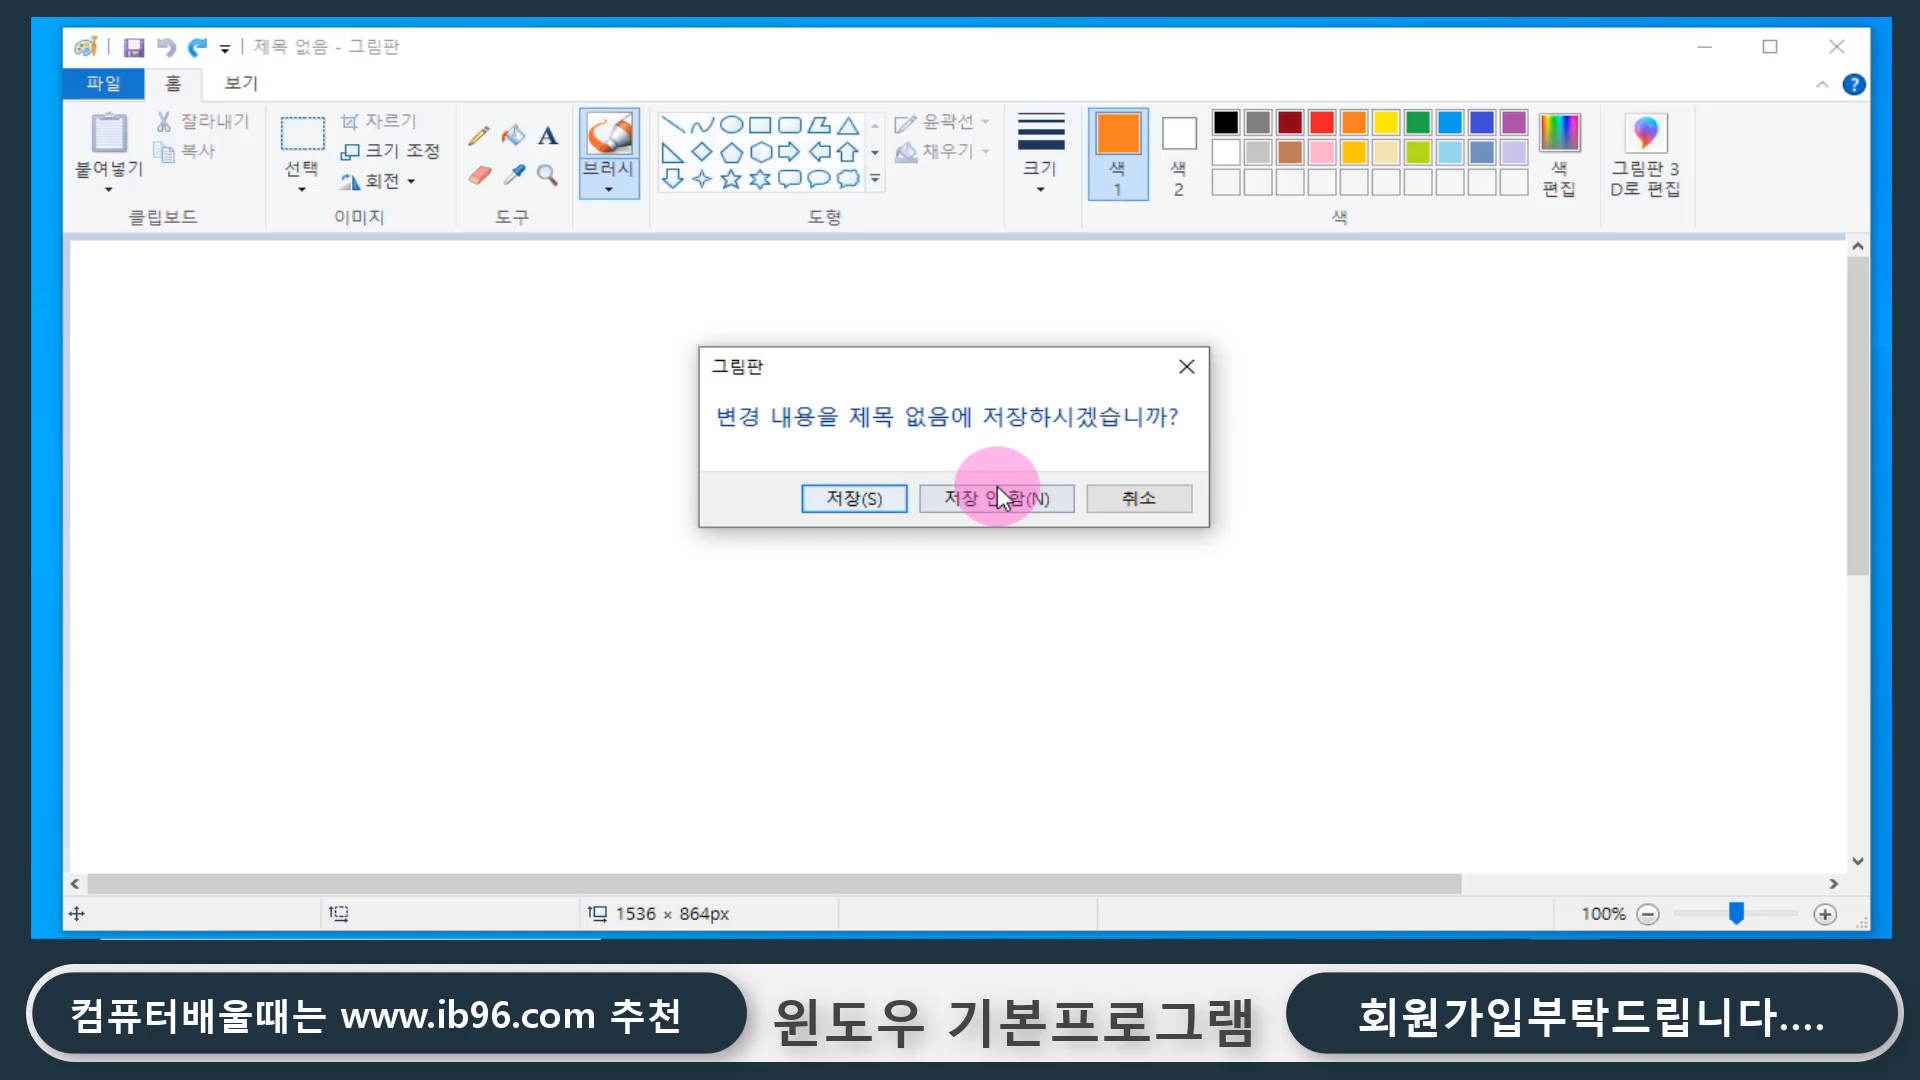 제목 없음 - 그림판
파일 홈 보기
붙여넣기
잘라내기
복사
클립보드
선택
자르기
크기 조정
회전
이미지
A
도구
브러시
윤곽선
채우기
도형
크기
색
1
색
2
색
편집
색
그림판 3
D로 편집
그림판
변경 내용을 제목 없음에 저장하시겠습니까?
저장(S) 저장 안 함(N) 취소
1536 × 864px
100%
컴퓨터배울때는 www.ib96.com 추천
윈도우 기본프로그램
회원가입부탁드립니다....